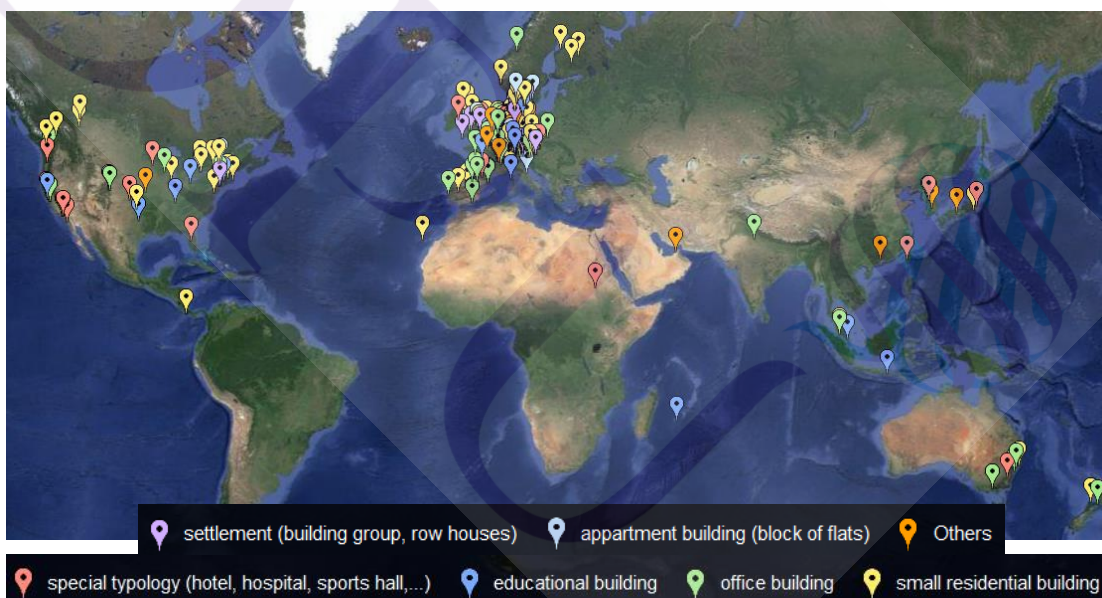 settlement (building group, row houses)
appartment building (block of flats)
Others
special typology (hotel, hospital, sports hall,...)
educational building
office building
small residential building